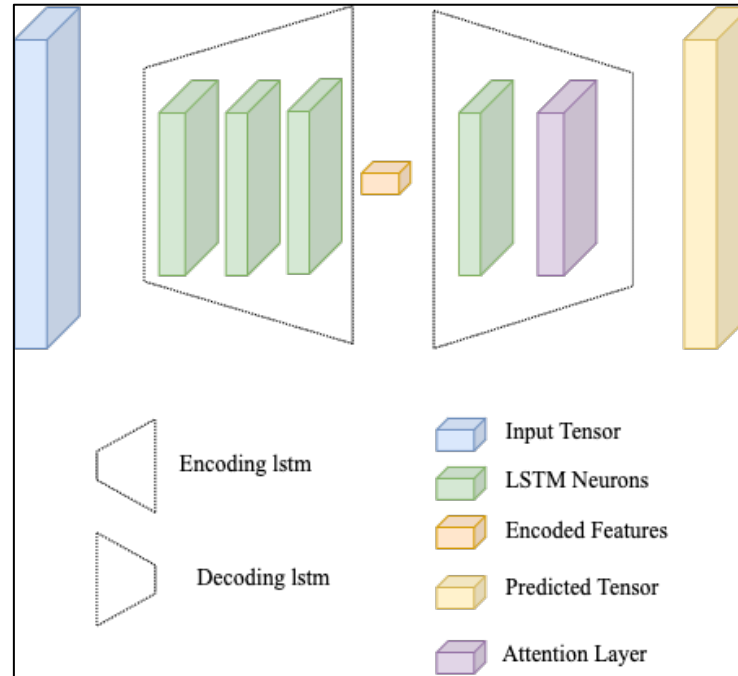 Encoding lstm
Decoding lstm
Input Tensor
LSTM Neurons
Encoded Features
Predicted Tensor
Attention Layer